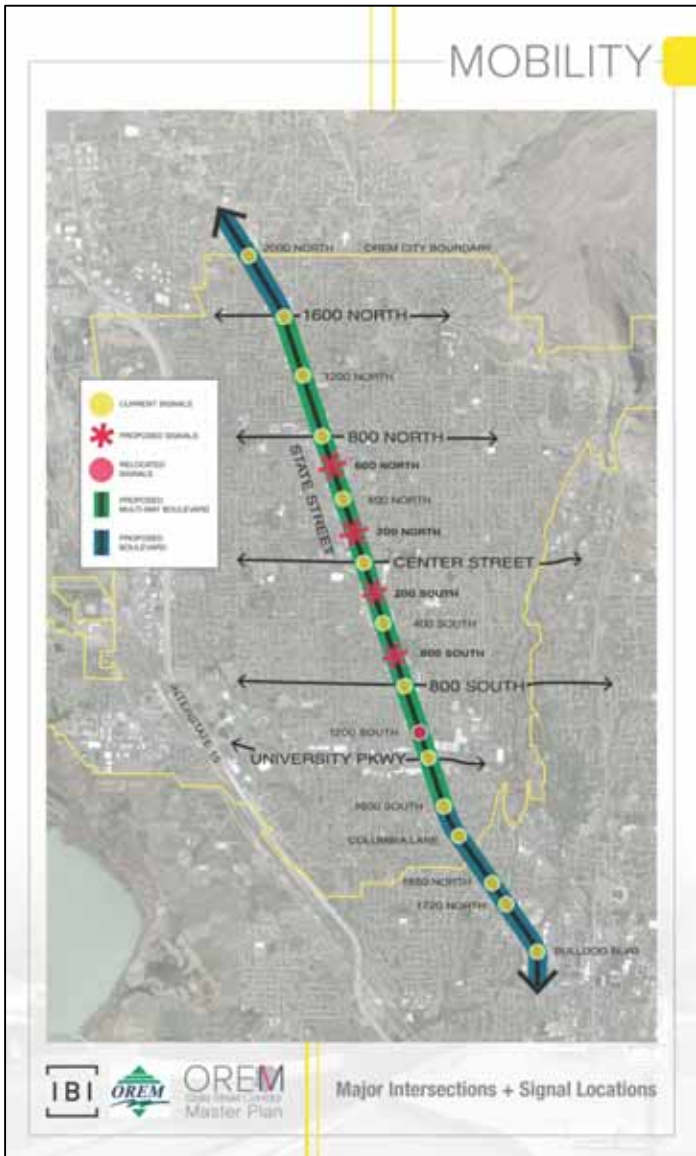 MOBILITY
2000 NORTH
OREM CITY BOUNDARY
1600 NORTH
1200 NORTH
CURRENT SIGNALS
PROPOSED SIGNALS
RELOCATED
SIGNALS
PROPOSED
MULTI-WAY BOULEVARD
PROPOSED
BOULEVARD
800 NORTH
600 NORTH
STATE STREET
400 NORTH
200 NORTH
CENTER STREET
200 SOUTH
400 SOUTH
600 SOUTH
800 SOUTH
INTERSTATE 15
1200 SOUTH
UNIVERSITY PKWY
1600 SOUTH
COLUMBIA LANE
1720 NORTH
BULLDOG BLVD
IBI
OREM
OREM
State Street Corridor
Master Plan
Major Intersections + Signal Locations